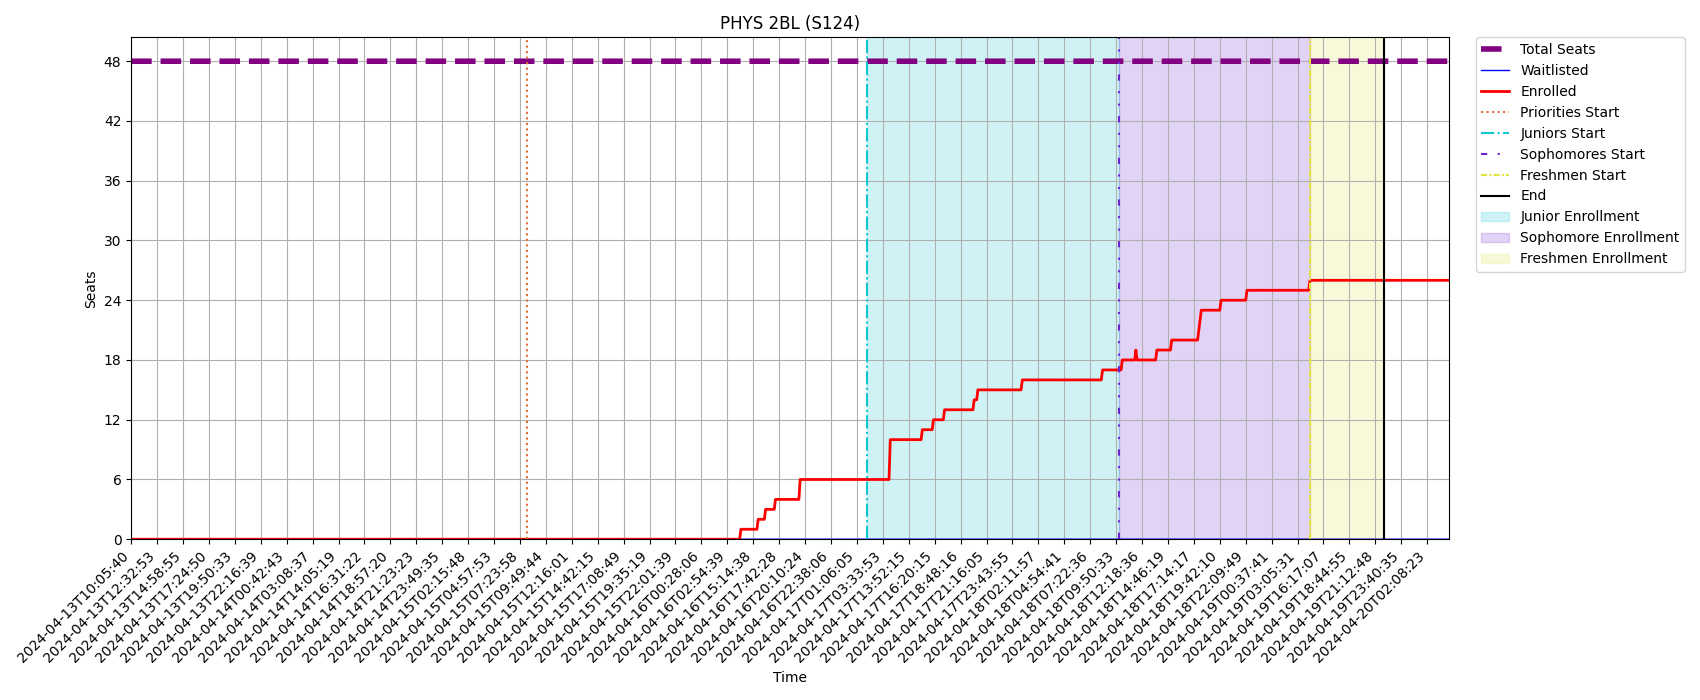 PHYS 2BL (S124)
Seats
48
42
36
30
24
18
12
6
0
2024-04-13T10:05:40
2024-04-13T12:32:53
2024-04-13T14:58:55
2024-04-13T17:24:50
2024-04-13T19:50:33
2024-04-13T22:16:39
2024-04-14T00:42:43
2024-04-14T03:08:37
2024-04-14T14:05:19
2024-04-14T16:31:22
2024-04-14T18:57:20
2024-04-14T21:23:23
2024-04-14T23:49:35
2024-04-15T02:15:48
2024-04-15T04:57:53
2024-04-15T07:23:58
2024-04-15T09:49:44
2024-04-15T12:16:01
2024-04-15T14:42:15
2024-04-15T17:08:49
2024-04-15T19:35:19
2024-04-15T22:01:39
2024-04-16T00:28:06
2024-04-16T02:54:39
2024-04-16T15:14:38
2024-04-16T17:42:28
2024-04-16T20:10:24
2024-04-16T22:38:06
2024-04-17T01:06:05
2024-04-17T03:33:53
2024-04-17T13:52:15
2024-04-17T16:20:15
2024-04-17T18:48:16
2024-04-17T21:16:05
2024-04-17T23:43:55
2024-04-18T02:11:57
2024-04-18T04:54:41
2024-04-18T07:22:36
2024-04-18T09:50:33
2024-04-18T12:18:36
2024-04-18T14:46:19
2024-04-18T17:14:17
2024-04-18T19:42:10
2024-04-18T22:09:49
2024-04-19T00:37:41
2024-04-19T03:05:31
2024-04-19T16:17:07
2024-04-19T18:44:55
2024-04-19T21:12:48
2024-04-19T23:40:35
2024-04-20T02:08:23
Time
Total Seats
Waitlisted
Enrolled
Priorities Start
Juniors Start
Sophomores Start
Freshmen Start
End
Junior Enrollment
Sophomore Enrollment
Freshmen Enrollment